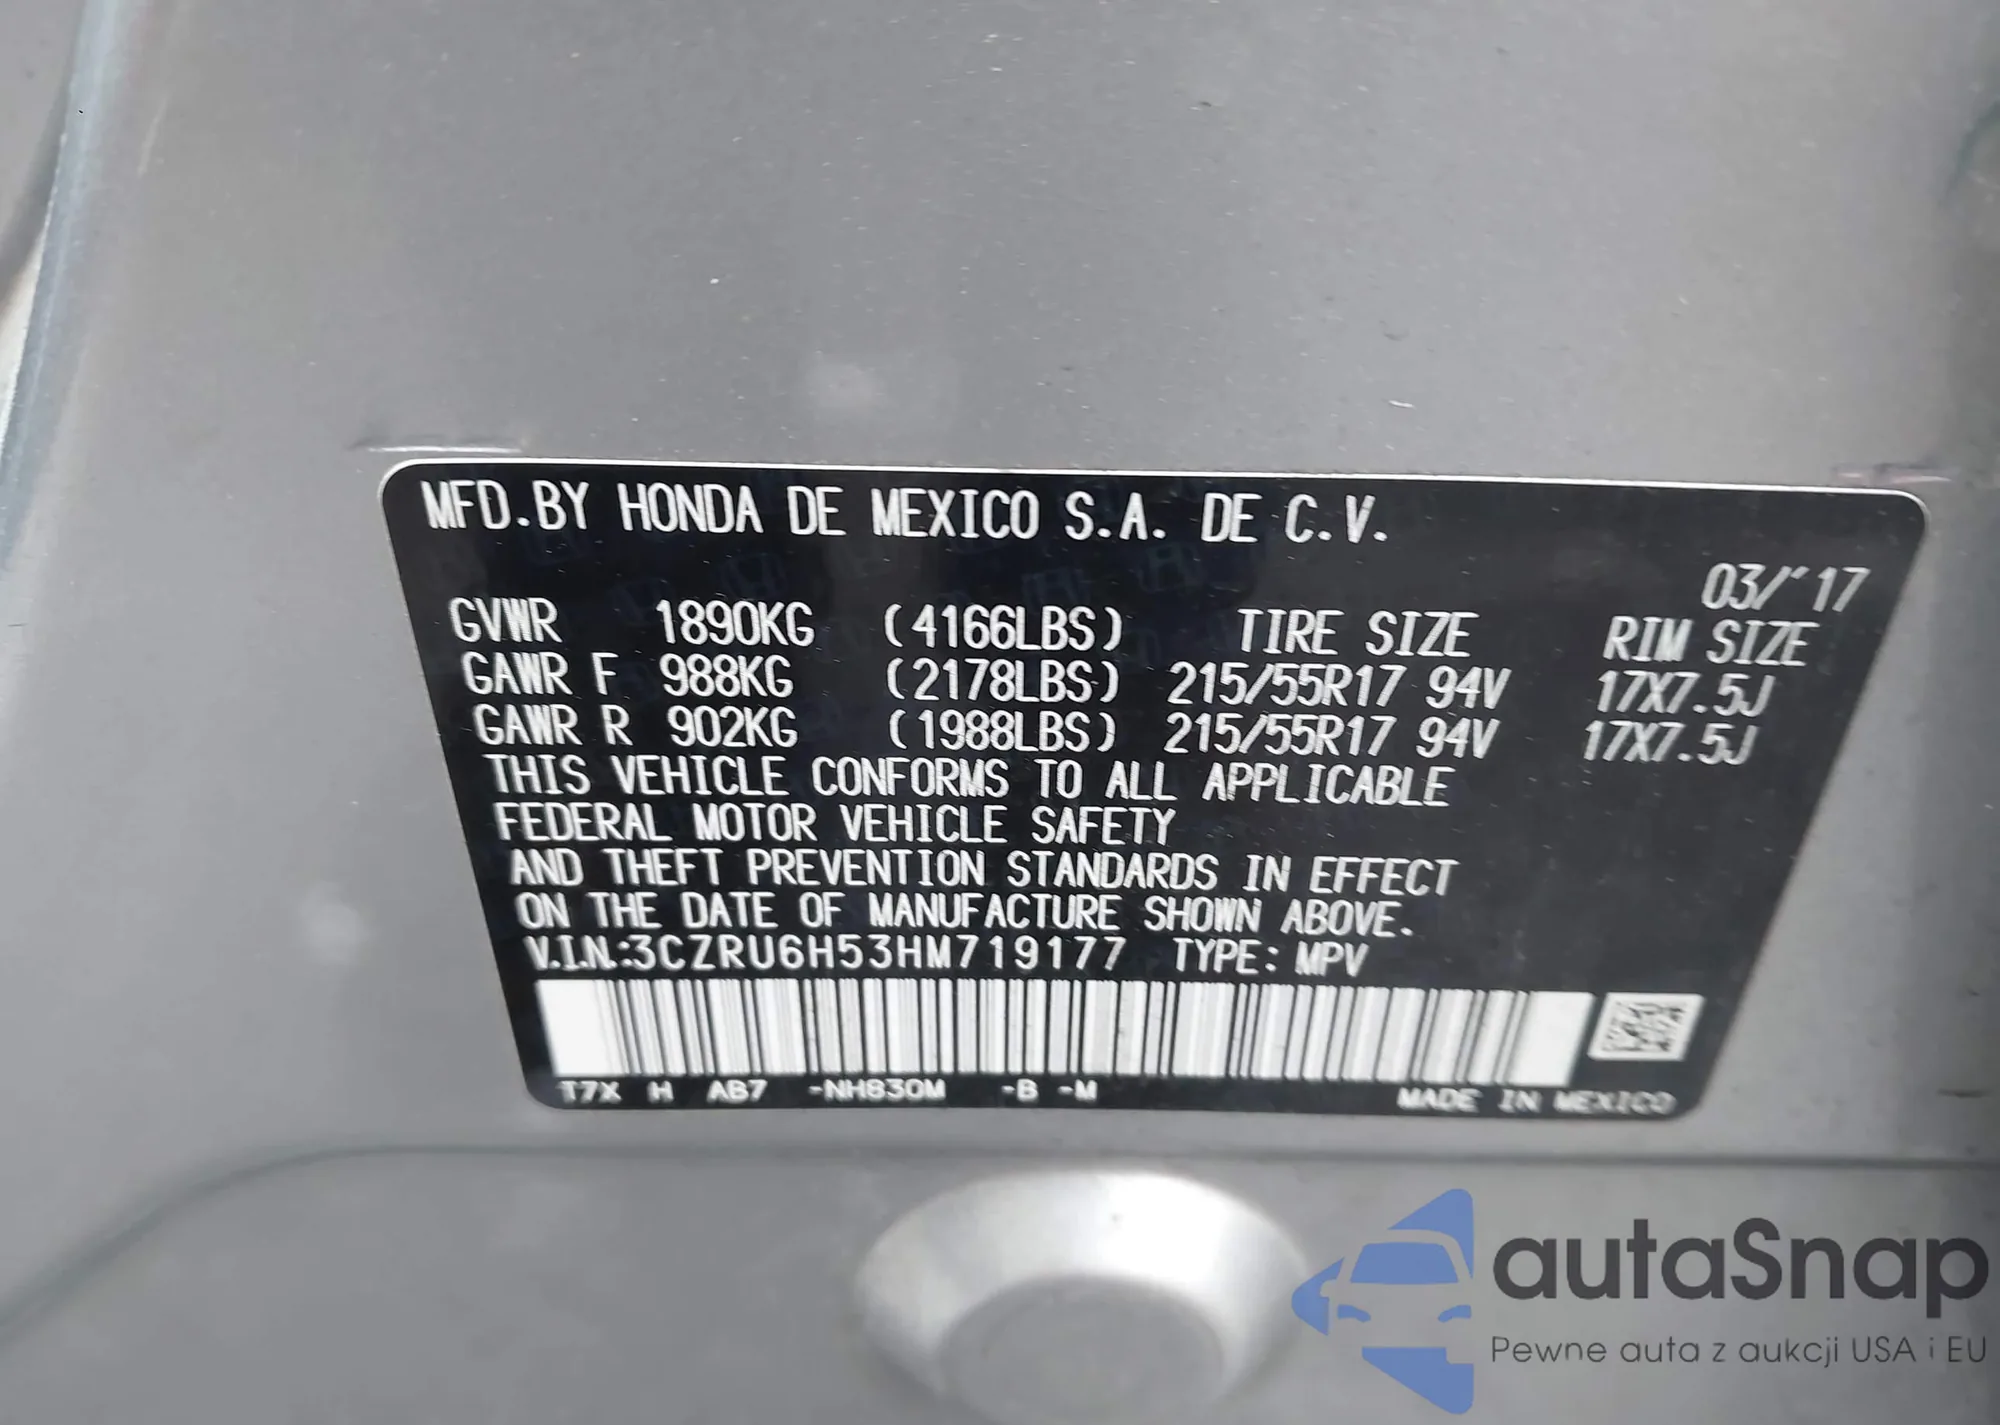 MFD.BY HONDA DE MEXICO S.A. DE C.V.
03/'17
GVWR 1890KG (4166LBS) TIRE SIZE RIM SIZE
GAWR F 988KG (2178LBS) 215/55R17 94V 17X7.5J
GAWR R 902KG (1988LBS) 215/55R17 94V 17X7.5J
THIS VEHICLE CONFORMS TO ALL APPLICABLE
FEDERAL MOTOR VEHICLE SAFETY
AND THEFT PREVENTION STANDARDS IN EFFECT
ON THE DATE OF MANUFACTURE SHOWN ABOVE.
V.I.N.:3CZRU6H53HM719177 TYPE: MPV
T7X H AB7 -NH830M -B -M MADE IN MEXICO
autaSnap
Pewne auta z aukcji USA i EU